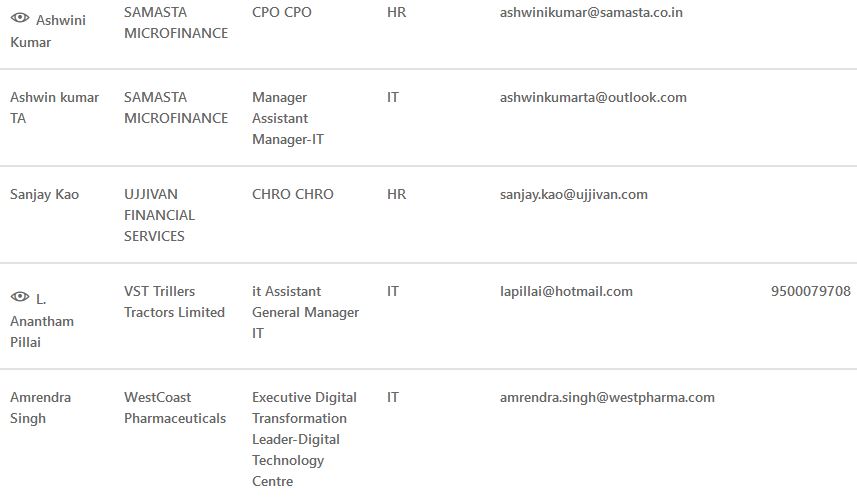 Ashwini Kumar SAMASTA MICROFINANCE CPO CPO HR ashwinikumar@samasta.co.in
Ashwin kumar TA SAMASTA MICROFINANCE Manager Assistant Manager-IT IT ashwinkumarta@outlook.com
Sanjay Kao UJJIVAN FINANCIAL SERVICES CHRO CHRO HR sanjay.kao@ujjivan.com
L. Anantham Pillai VST Trillers Tractors Limited it Assistant General Manager IT IT lapillai@hotmail.com 9500079708
Amrendra Singh WestCoast Pharmaceuticals Executive Digital Transformation Leader-Digital Technology Centre IT amrendra.singh@westpharma.com